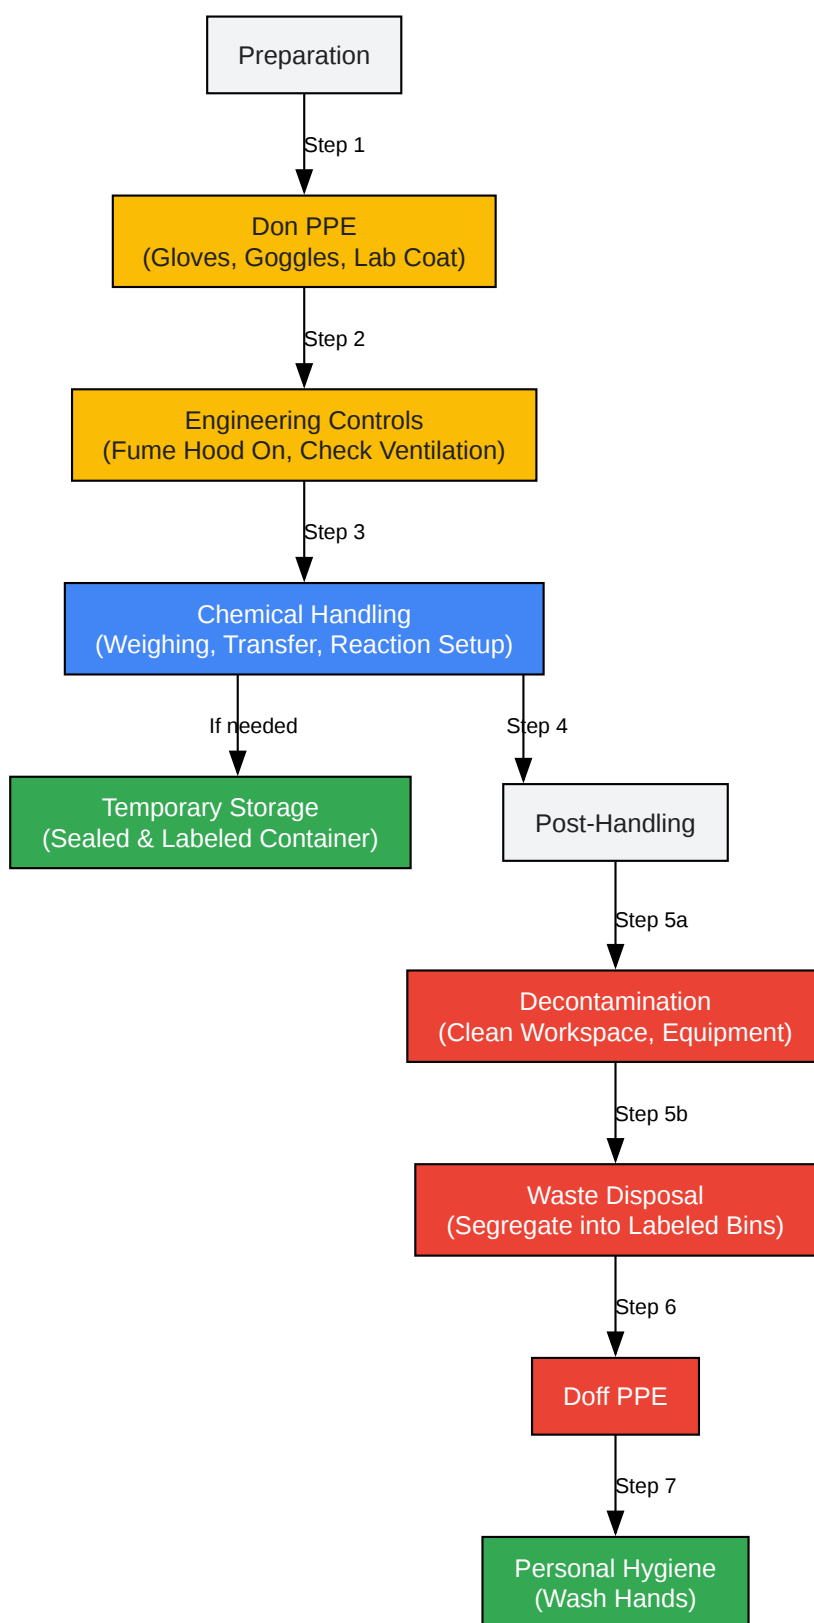 Preparation
Step 1
Don PPE
(Gloves, Goggles, Lab Coat)
Step 2
Engineering Controls
(Fume Hood On, Check Ventilation)
Step 3
Chemical Handling
(Weighing, Transfer, Reaction Setup)
If needed
Step 4
Temporary Storage
(Sealed & Labeled Container)
Post-Handling
Step 5a
Decontamination
(Clean Workspace, Equipment)
Step 5b
Waste Disposal
(Segregate into Labeled Bins)
Step 6
Doff PPE
Step 7
Personal Hygiene
(Wash Hands)